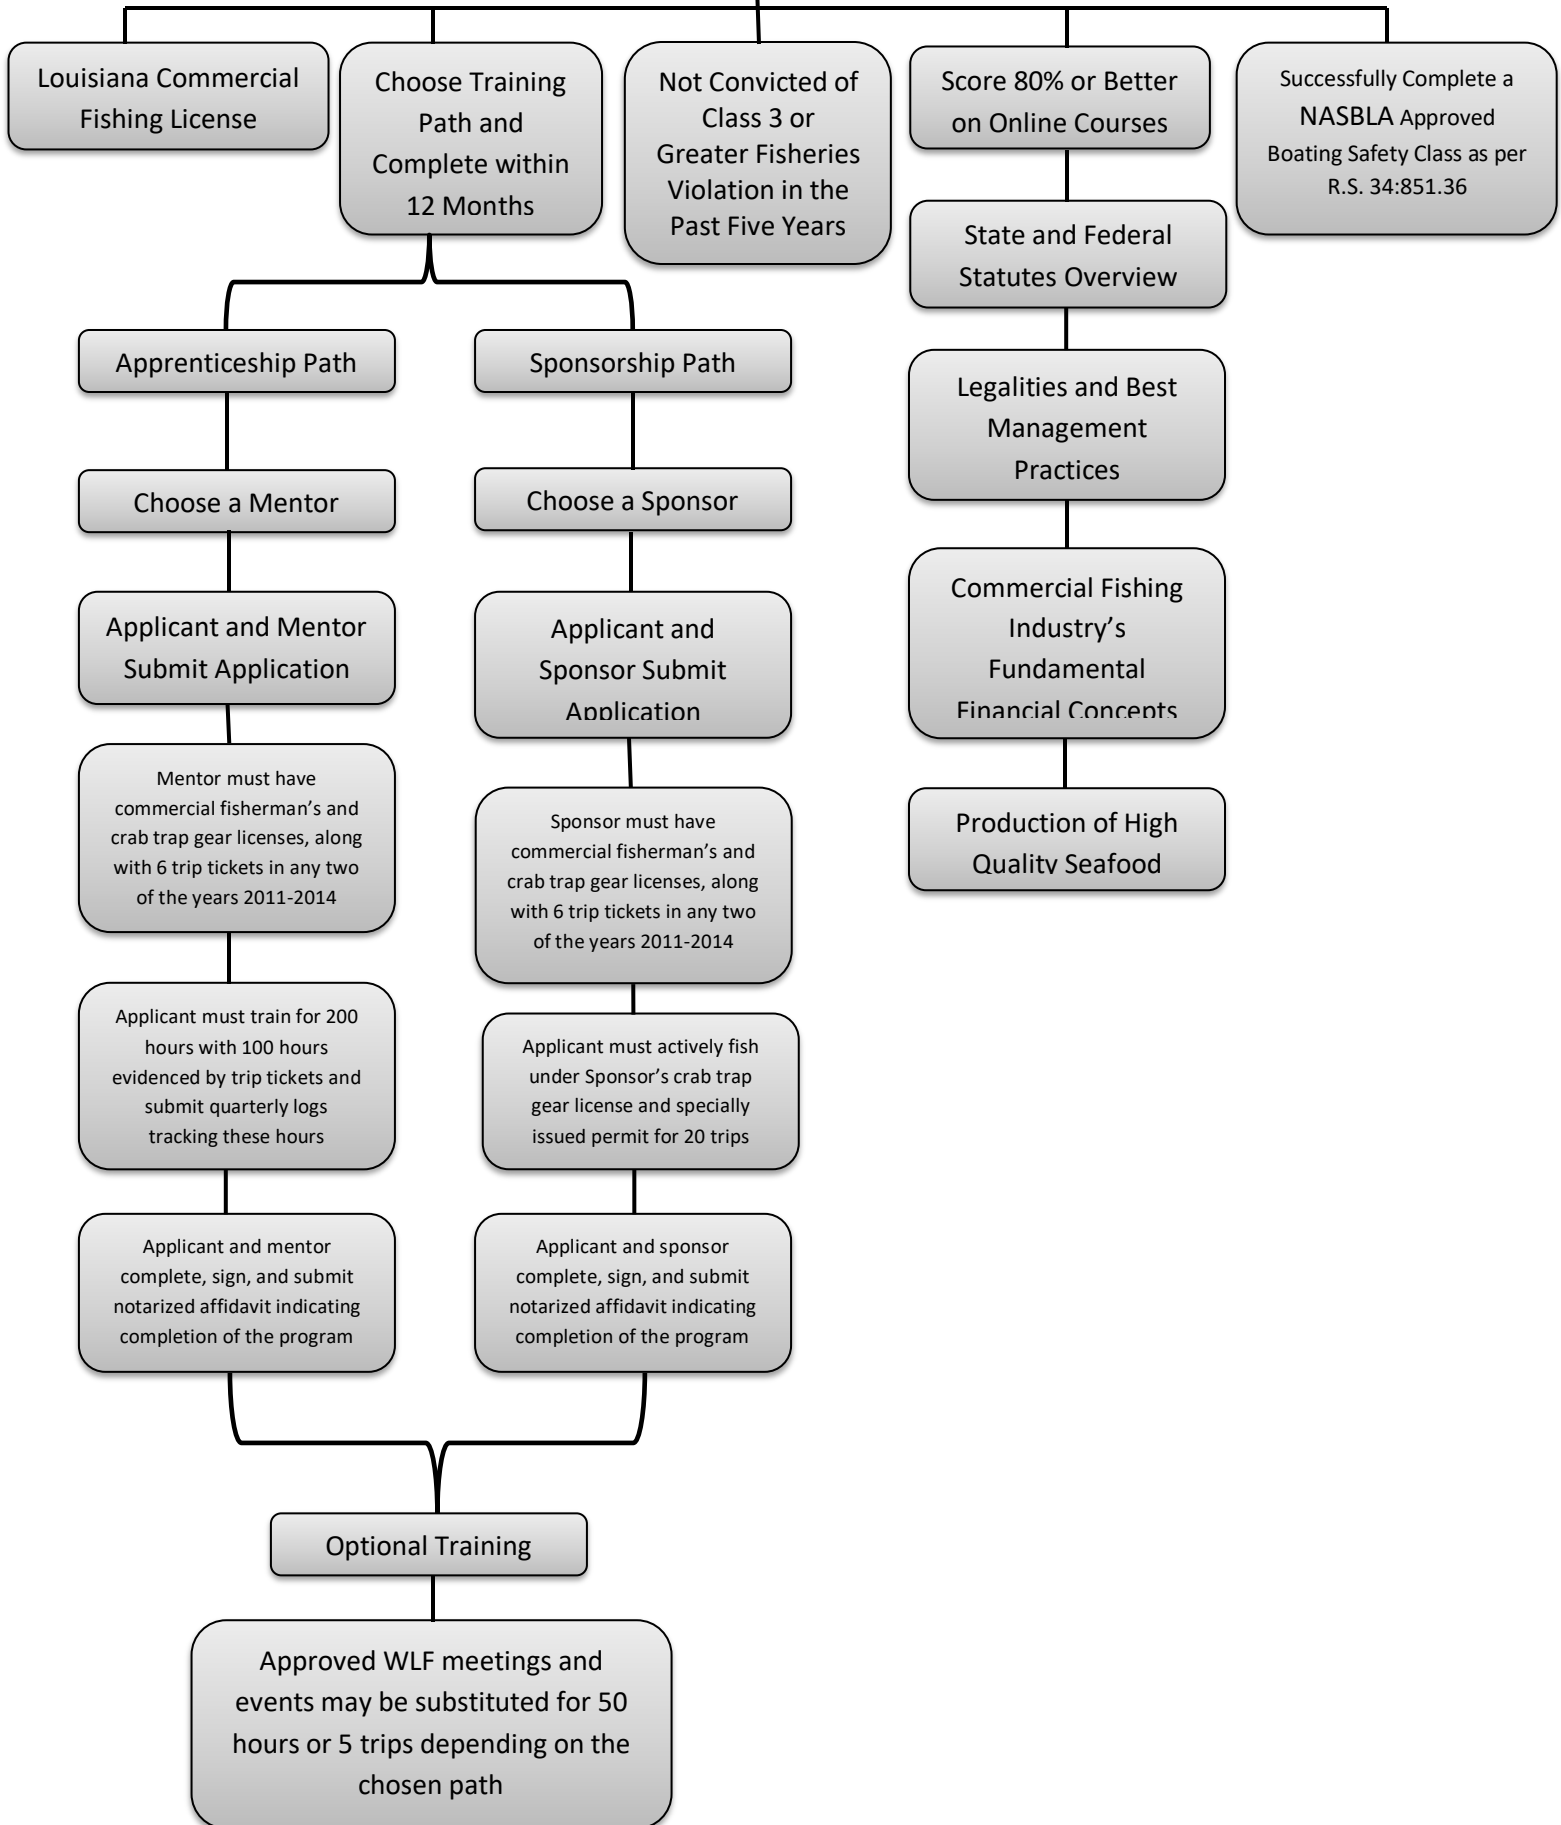 Louisiana Commercial
Fishing License
Choose Training
Path and
Complete within
12 Months
Not Convicted of
Class 3 or
Greater Fisheries
Violation in the
Past Five Years
Score 80% or Better
on Online Courses
Successfully Complete a
NASBLA Approved
Boating Safety Class as per
R.S. 34:851.36
State and Federal
Statutes Overview
Legalities and Best
Management
Practices
Commercial Fishing
Industry’s
Fundamental
Financial Concepts
Production of High
Quality Seafood
Apprenticeship Path
Choose a Mentor
Applicant and Mentor
Submit Application
Mentor must have
commercial fisherman’s and
crab trap gear licenses, along
with 6 trip tickets in any two
of the years 2011-2014
Applicant must train for 200
hours with 100 hours
evidenced by trip tickets and
submit quarterly logs
tracking these hours
Applicant and mentor
complete, sign, and submit
notarized affidavit indicating
completion of the program
Sponsorship Path
Choose a Sponsor
Applicant and
Sponsor Submit
Application
Sponsor must have
commercial fisherman’s and
crab trap gear licenses, along
with 6 trip tickets in any two
of the years 2011-2014
Applicant must actively fish
under Sponsor’s crab trap
gear license and specially
issued permit for 20 trips
Applicant and sponsor
complete, sign, and submit
notarized affidavit indicating
completion of the program
Optional Training
Approved WLF meetings and
events may be substituted for 50
hours or 5 trips depending on the
chosen path